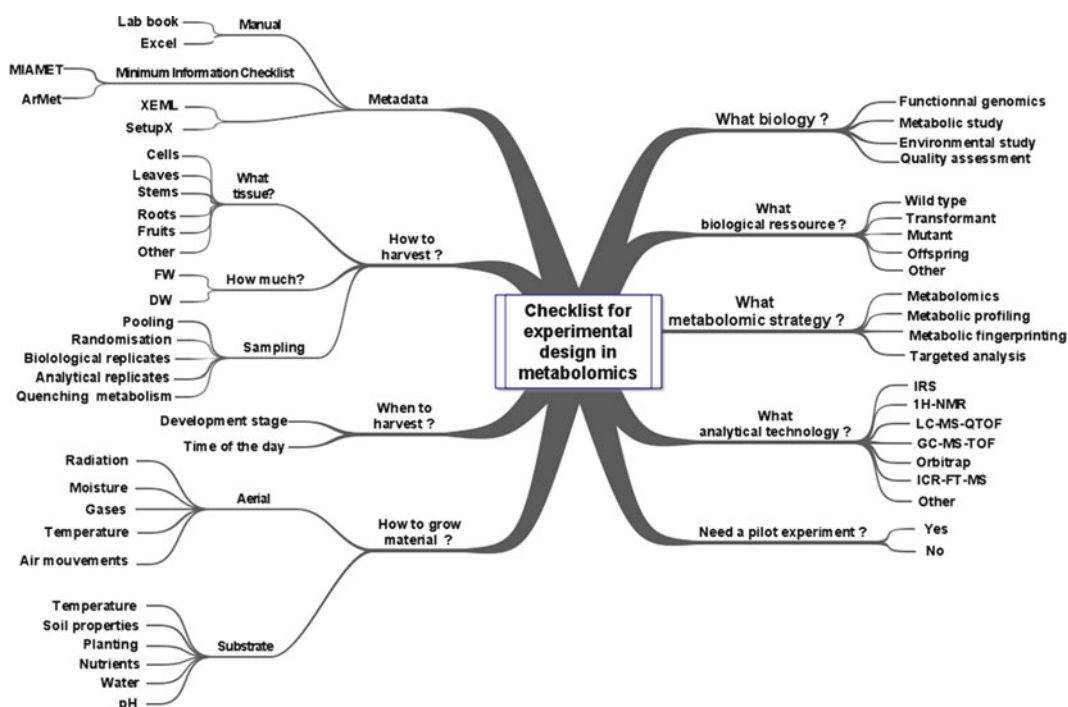 Checklist for
experimental
design in
metabolomics
Metadata
Manual
Lab book
Excel
Minimum Information Checklist
MIAMET
ArMet
XEML
SetupX
How to
harvest ?
What
tissue?
Cells
Leaves
Stems
Roots
Fruits
Other
How much?
FW
DW
Sampling
Pooling
Randomisation
Biolological replicates
Analytical replicates
Quenching metabolism
When to
harvest ?
Development stage
Time of the day
How to grow
material ?
Aerial
Radiation
Moisture
Gases
Temperature
Air mouvements
Substrate
Temperature
Soil properties
Planting
Nutrients
Water
pH
What biology ?
Functionnal genomics
Metabolic study
Environmental study
Quality assessment
What
biological ressource ?
Wild type
Transformant
Mutant
Offspring
Other
What
metabolomic strategy ?
Metabolomics
Metabolic profiling
Metabolic fingerprinting
Targeted analysis
What
analytical technology ?
IRS
1H-NMR
LC-MS-QTOF
GC-MS-TOF
Orbitrap
ICR-FT-MS
Other
Need a pilot experiment ?
Yes
No